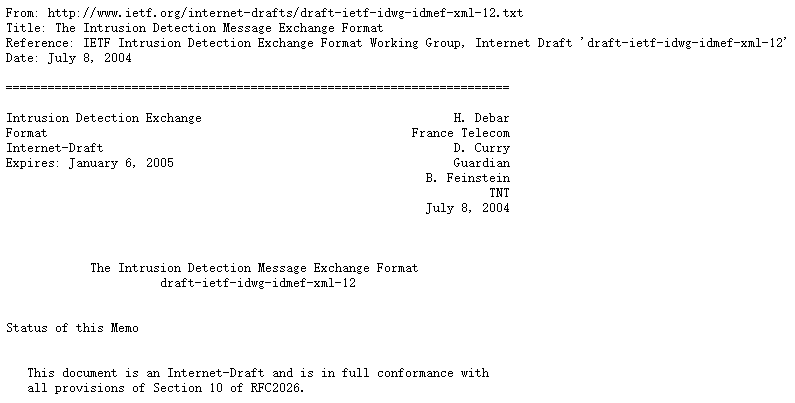 From: http://www.ietf.org/internet-drafts/draft-ietf-idwg-idmef-xml-12.txt
Title: The Intrusion Detection Message Exchange Format
Reference: IETF Intrusion Detection Exchange Format Working Group, Internet Draft 'draft-ietf-idwg-idmef-xml-12'
Date: July 8, 2004
========================================================================
Intrusion Detection Exchange H. Debar
Format France Telecom
Internet-Draft D. Curry
Expires: January 6, 2005 Guardian
B. Feinstein
TNT
July 8, 2004
The Intrusion Detection Message Exchange Format
draft-ietf-idwg-idmef-xml-12
Status of this Memo
This document is an Internet-Draft and is in full conformance with
all provisions of Section 10 of RFC2026.